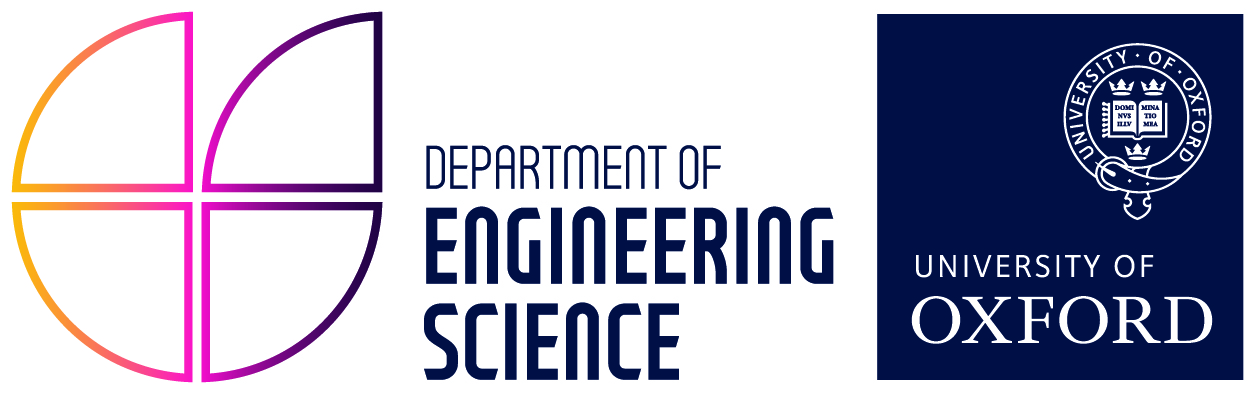 DEPARTMENT OF
ENGINEERING
SCIENCE
UNIVERSITY · OF · OXFORD
DOMI MINA
NVS TIO
ILLV MEA
UNIVERSITY OF
OXFORD